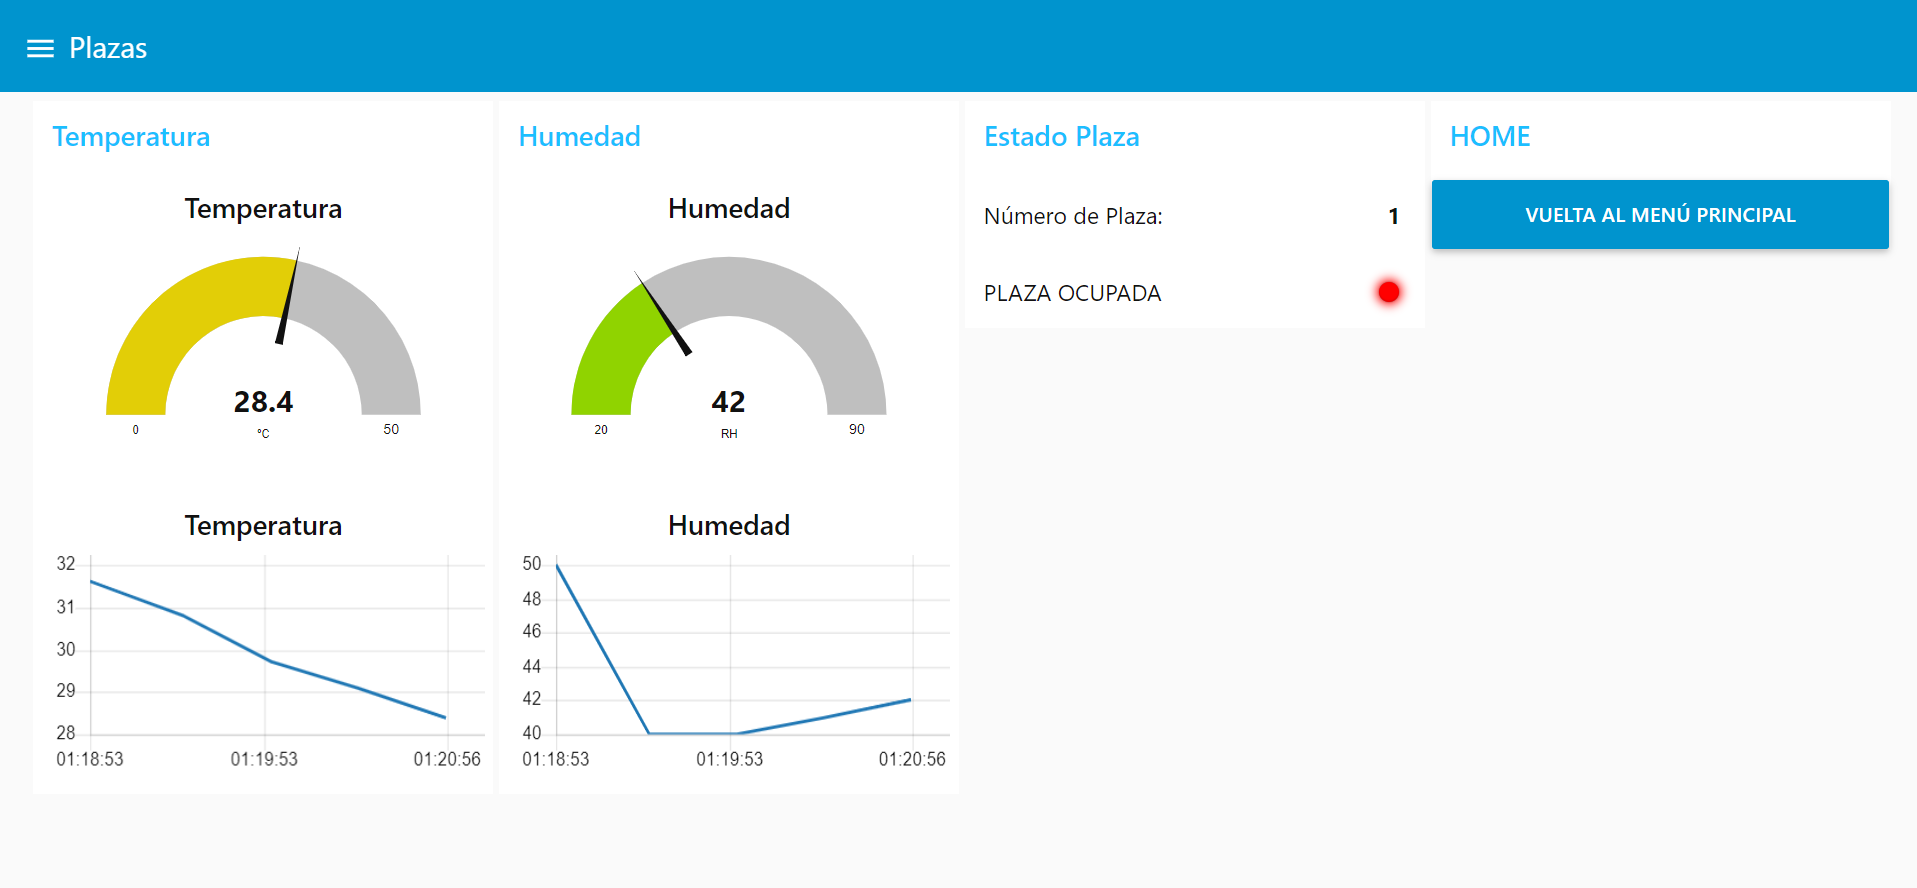 Plazas
Temperatura
Temperatura
28.4
0
°C
50
Temperatura
32
31
30
29
28
01:18:53 01:19:53 01:20:56
Humedad
Humedad
42
20
RH
90
Humedad
50
48
46
44
42
40
01:18:53 01:19:53 01:20:56
Estado Plaza
Número de Plaza: 1
PLAZA OCUPADA
HOME
VUELTA AL MENÚ PRINCIPAL